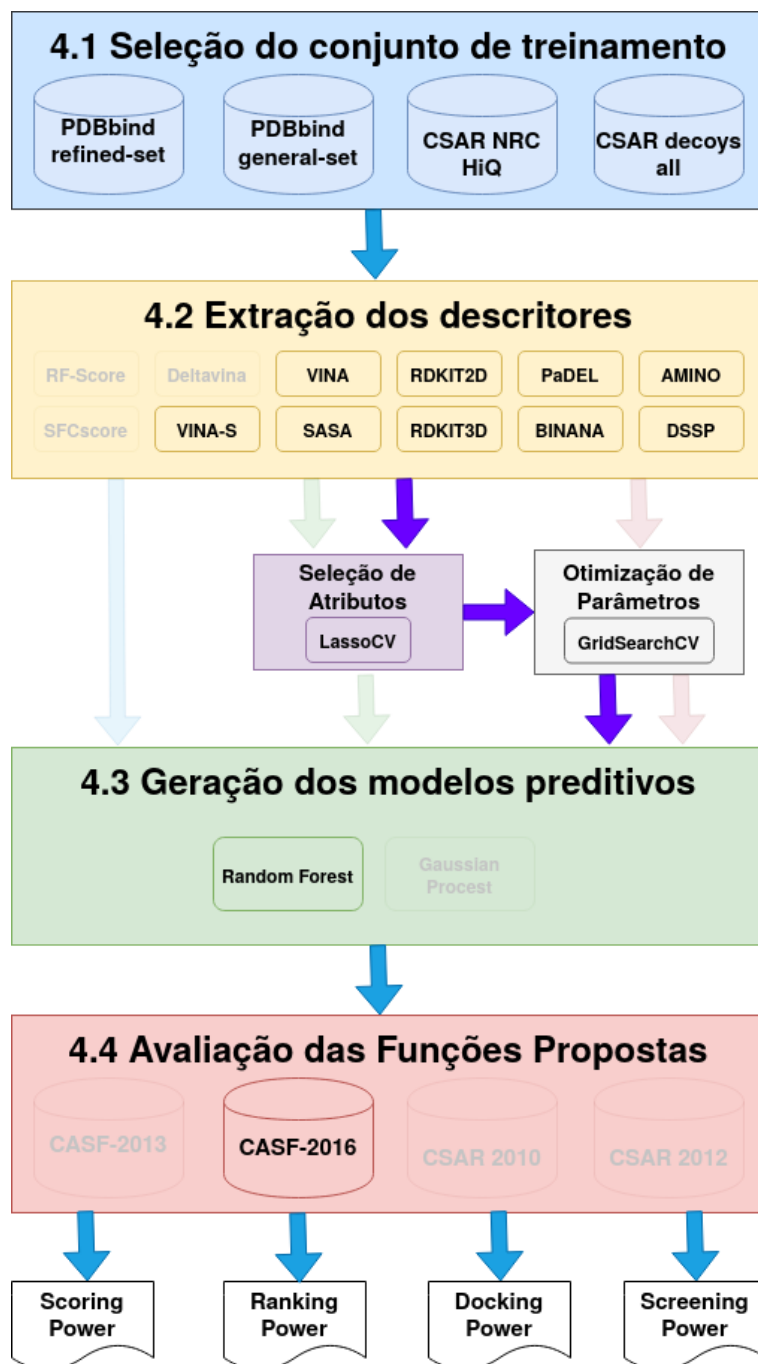 4.1 Seleção do conjunto de treinamento
PDBbind
refined-set
PDBbind
general-set
CSAR NRC
HiQ
CSAR decoys
all
4.2 Extração dos descritores
RF-Score
Deltavina
VINA
RDKIT2D
PaDEL
AMINO
SFCscore
VINA-S
SASA
RDKIT3D
BINANA
DSSP
Seleção de
Atributos
LassoCV
Otimização de
Parâmetros
GridSearchCV
4.3 Geração dos modelos preditivos
Random Forest
Gaussian
Procest
4.4 Avaliação das Funções Propostas
CASF-2013
CASF-2016
CSAR 2010
CSAR 2012
Scoring
Power
Ranking
Power
Docking
Power
Screening
Power